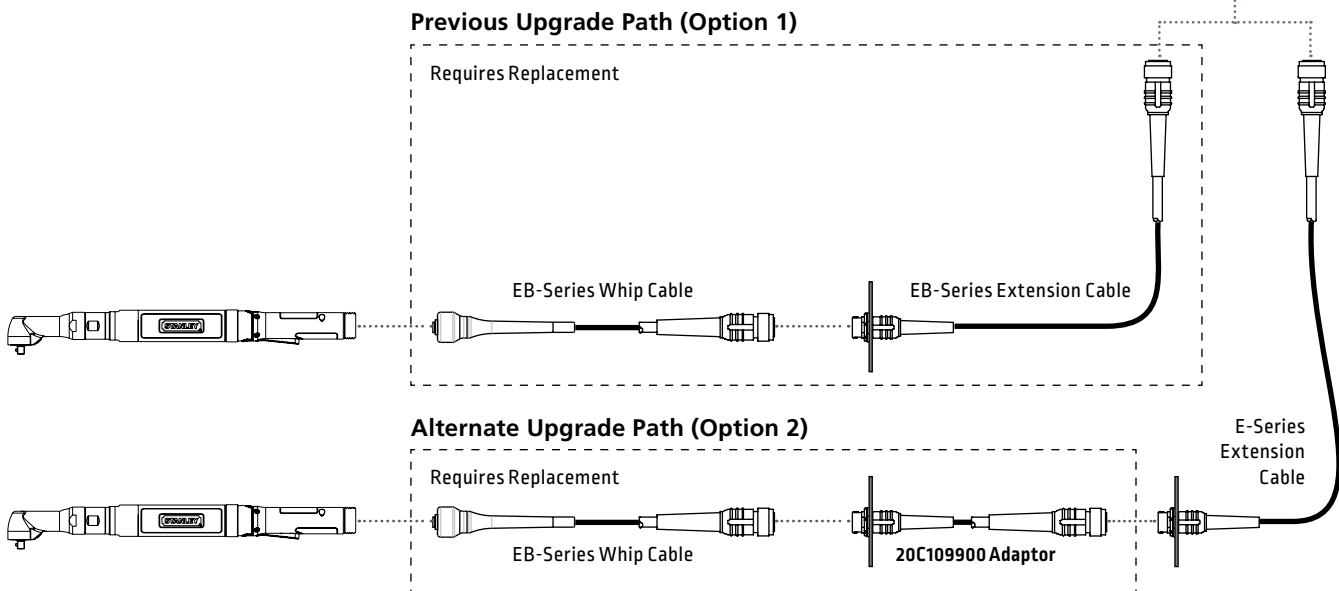 Previous Upgrade Path (Option 1)
Requires Replacement
EB-Series Whip Cable
EB-Series Extension Cable
STANLEY
Alternate Upgrade Path (Option 2)
Requires Replacement
E-Series
Extension
Cable
STANLEY
EB-Series Whip Cable
20C109900 Adaptor